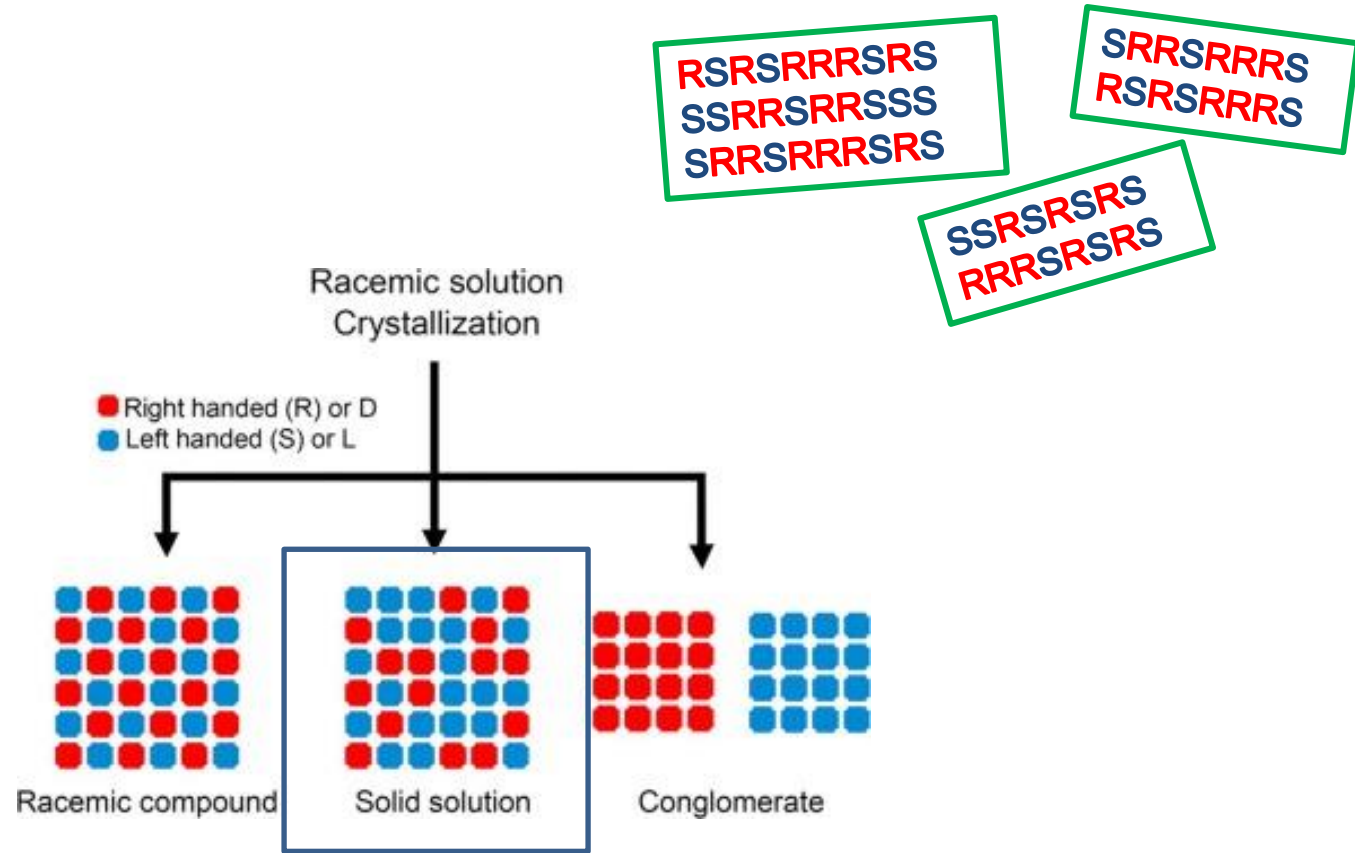 RSRSRRRSRS
SSRRSRRSSS
SRRSRRRSRS
SRRSRRRS
RSRSRRRS
SSRSRSRS
RRRSRSRS
Racemic solution
Crystallization
Right handed (R) or D
Left handed (S) or L
Racemic compound
Solid solution
Conglomerate